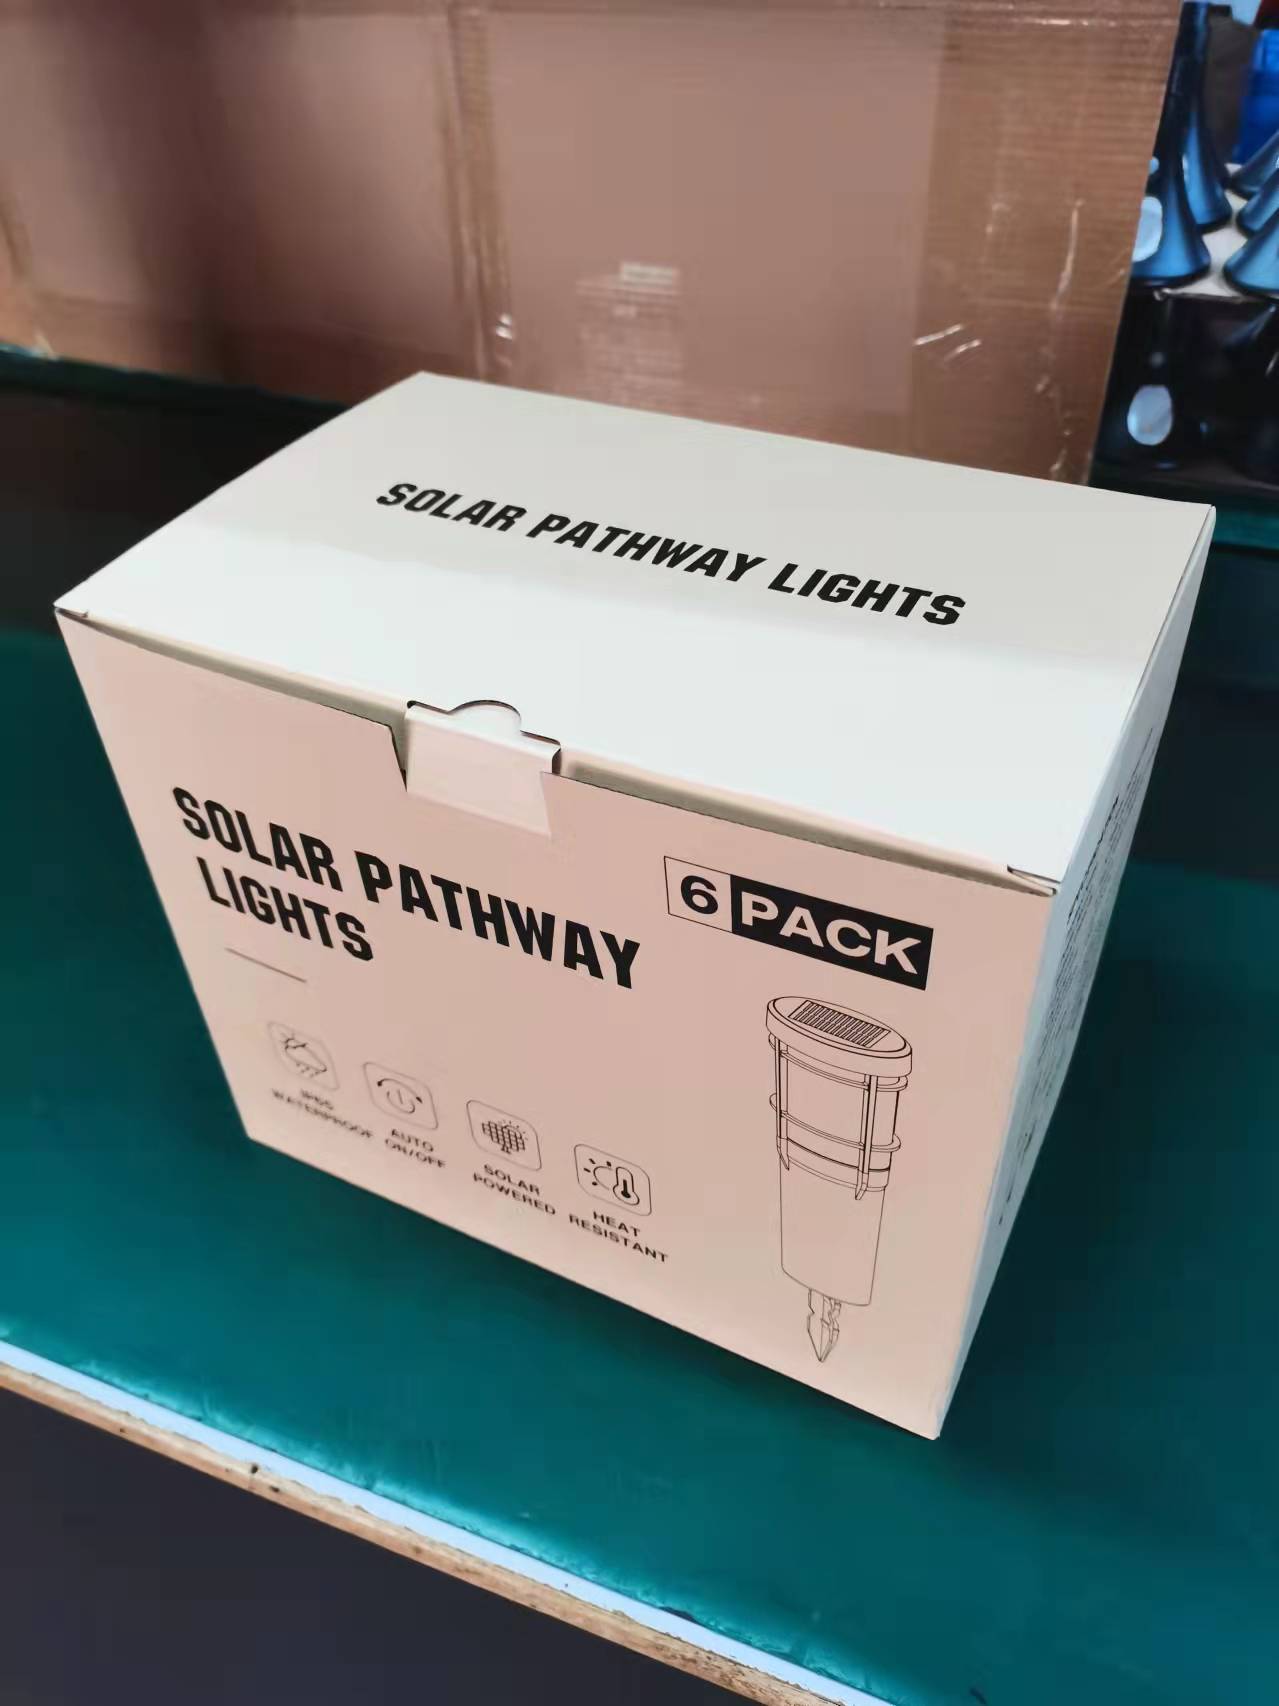 SOLAR PATHWAY LIGHTS
SOLAR PATHWAY
LIGHTS
6 PACK
IP65
WATERPROOF
AUTO
ON/OFF
SOLAR
POWERED
HEAT
RESISTANT